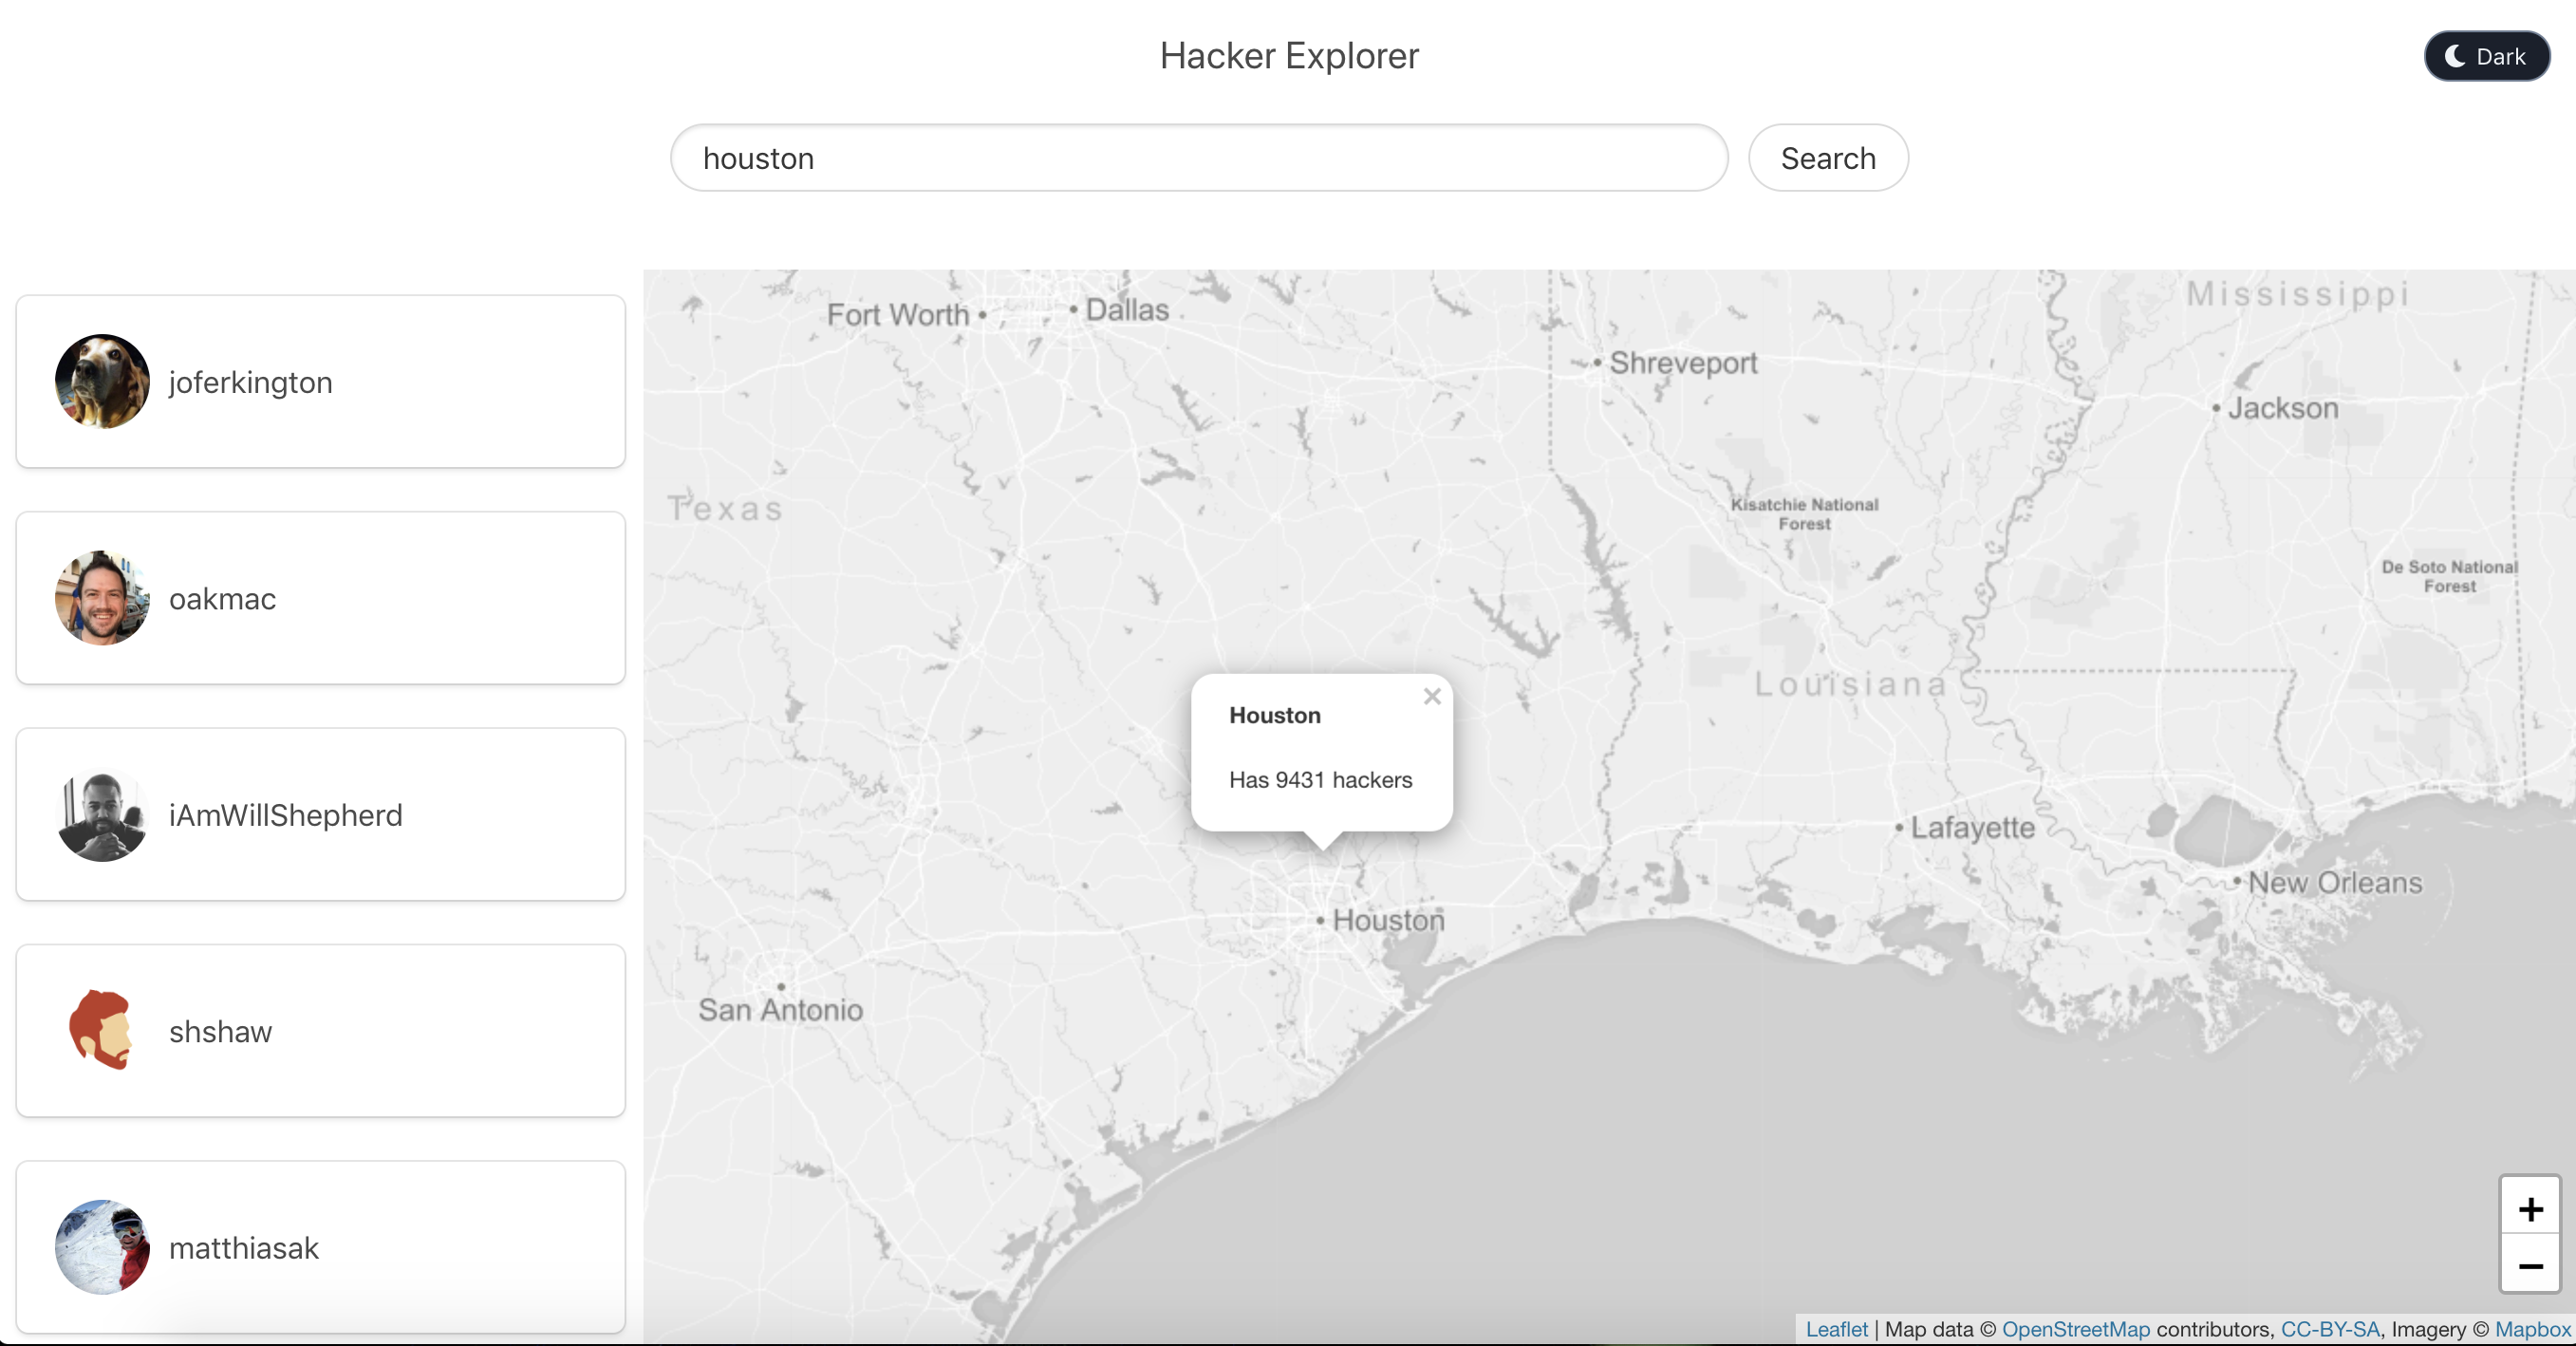 Hacker Explorer
Dark
houston
Search
joferkington
oakmac
iAmWillShepherd
shshaw
matthiasak
Mississippi
Fort Worth
Dallas
Shreveport
Jackson
Texas
Kisatchie National
Forest
De Soto National
Forest
Louisiana
×
Houston
Has 9431 hackers
Lafayette
New Orleans
Houston
San Antonio
+
−
Leaflet | Map data © OpenStreetMap contributors, CC-BY-SA, Imagery © Mapbox